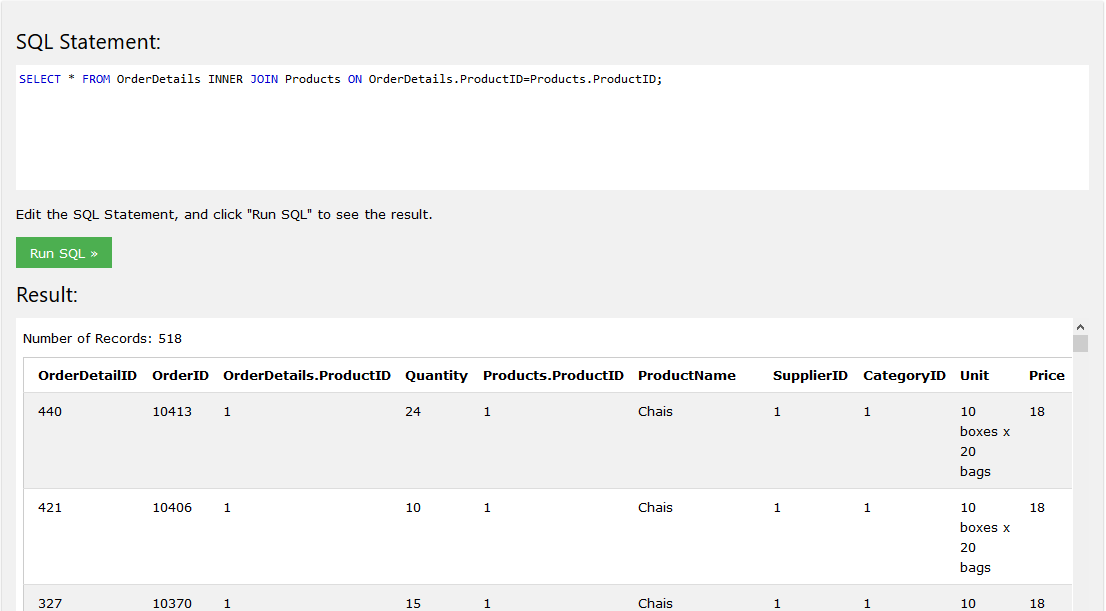 SQL Statement:
SELECT * FROM OrderDetails INNER JOIN Products ON OrderDetails.ProductID=Products.ProductID;
Edit the SQL Statement, and click "Run SQL" to see the result.
Run SQL »
Result:
Number of Records: 518
OrderDetailID OrderID OrderDetails.ProductID Quantity Products.ProductID ProductName SupplierID CategoryID Unit Price
440 10413 1 24 1 Chais 1 1 10 18
boxes x
20
bags
421 10406 1 10 1 Chais 1 1 10 18
boxes x
20
bags
327 10370 1 15 1 Chais 1 1 10 18